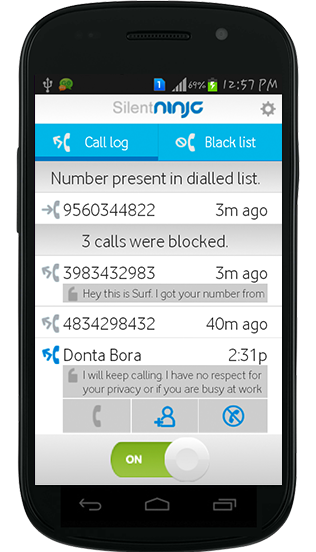 1
69%
12:57 PM
Silent ninjG
Call log
Black list
Number present in dialled list.
9560344822 3m ago
3 calls were blocked.
3983432983 3m ago
Hey this is Surf. I got your number from
4834298432 40m ago
Donta Bora 2:31p
I will keep calling. I have no respect for
your privacy or if you are busy at work
ON